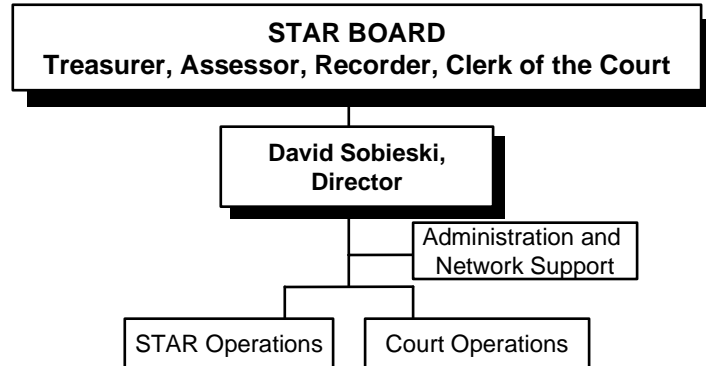 STAR BOARD
Treasurer, Assessor, Recorder, Clerk of the Court
David Sobieski,
Director
Administration and
Network Support
STAR Operations
Court Operations